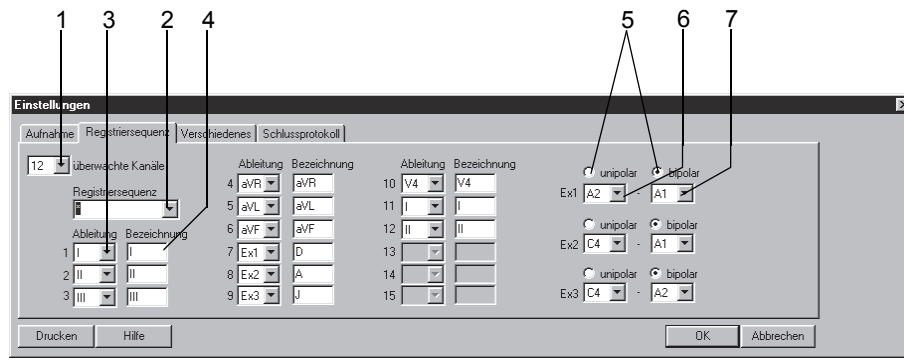 1 3 2 4 5 6 7
Einstellungen
Aufnahme Registriersequenz Verschiedenes Schlussprotokoll
12 überwachte Kanäle
Registriersequenz
*
Ableitung Bezeichnung
1 I I
2 II II
3 III III
Ableitung Bezeichnung
4 aVR aVR
5 aVL aVL
6 aVF aVF
7 Ex1 D
8 Ex2 A
9 Ex3 J
Ableitung Bezeichnung
10 V4 V4
11 I I
12 II II
13
14
15
unipolar bipolar
Ex1 A2 - A1
unipolar bipolar
Ex2 C4 - A1
unipolar bipolar
Ex3 C4 - A2
Drucken Hilfe OK Abbrechen